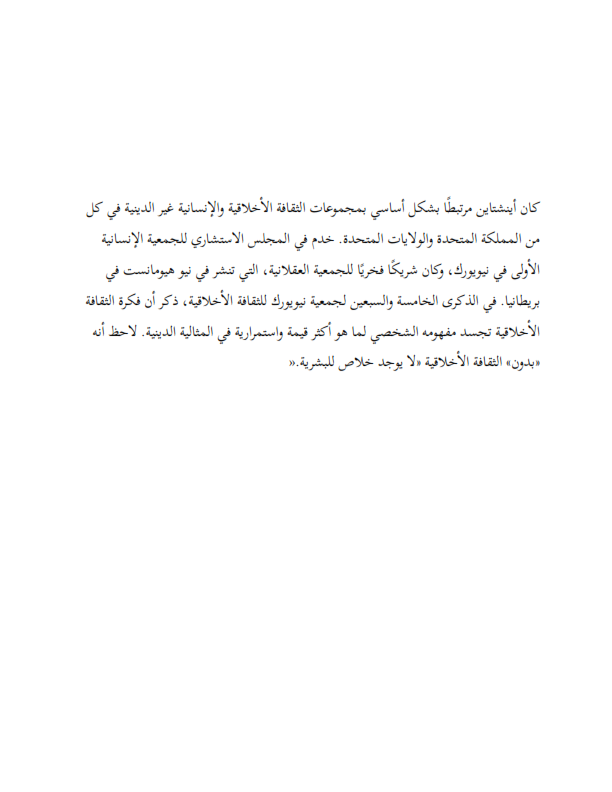 كان أينشتاين مرتبطًا بشكل أساسي بمجموعات الثقافة الأخلاقية والإنسانية غير الدينية في كل
من المملكة المتحدة والولايات المتحدة. خدم في المجلس الاستشاري للجمعية الإنسانية
الأولى في نيويورك، وكان شريكًا فخريًا للجمعية العقلانية، التي تنشر في نيو هيومانست في
بريطانيا. في الذكرى الخامسة والسبعين لجمعية نيويورك للثقافة الأخلاقية، ذكر أن فكرة الثقافة
الأخلاقية تجسد مفهومه الشخصي لما هو أكثر قيمة واستمرارية في المثالية الدينية. لاحظ أنه
«بدون» الثقافة الأخلاقية «لا يوجد خلاص للبشرية.«